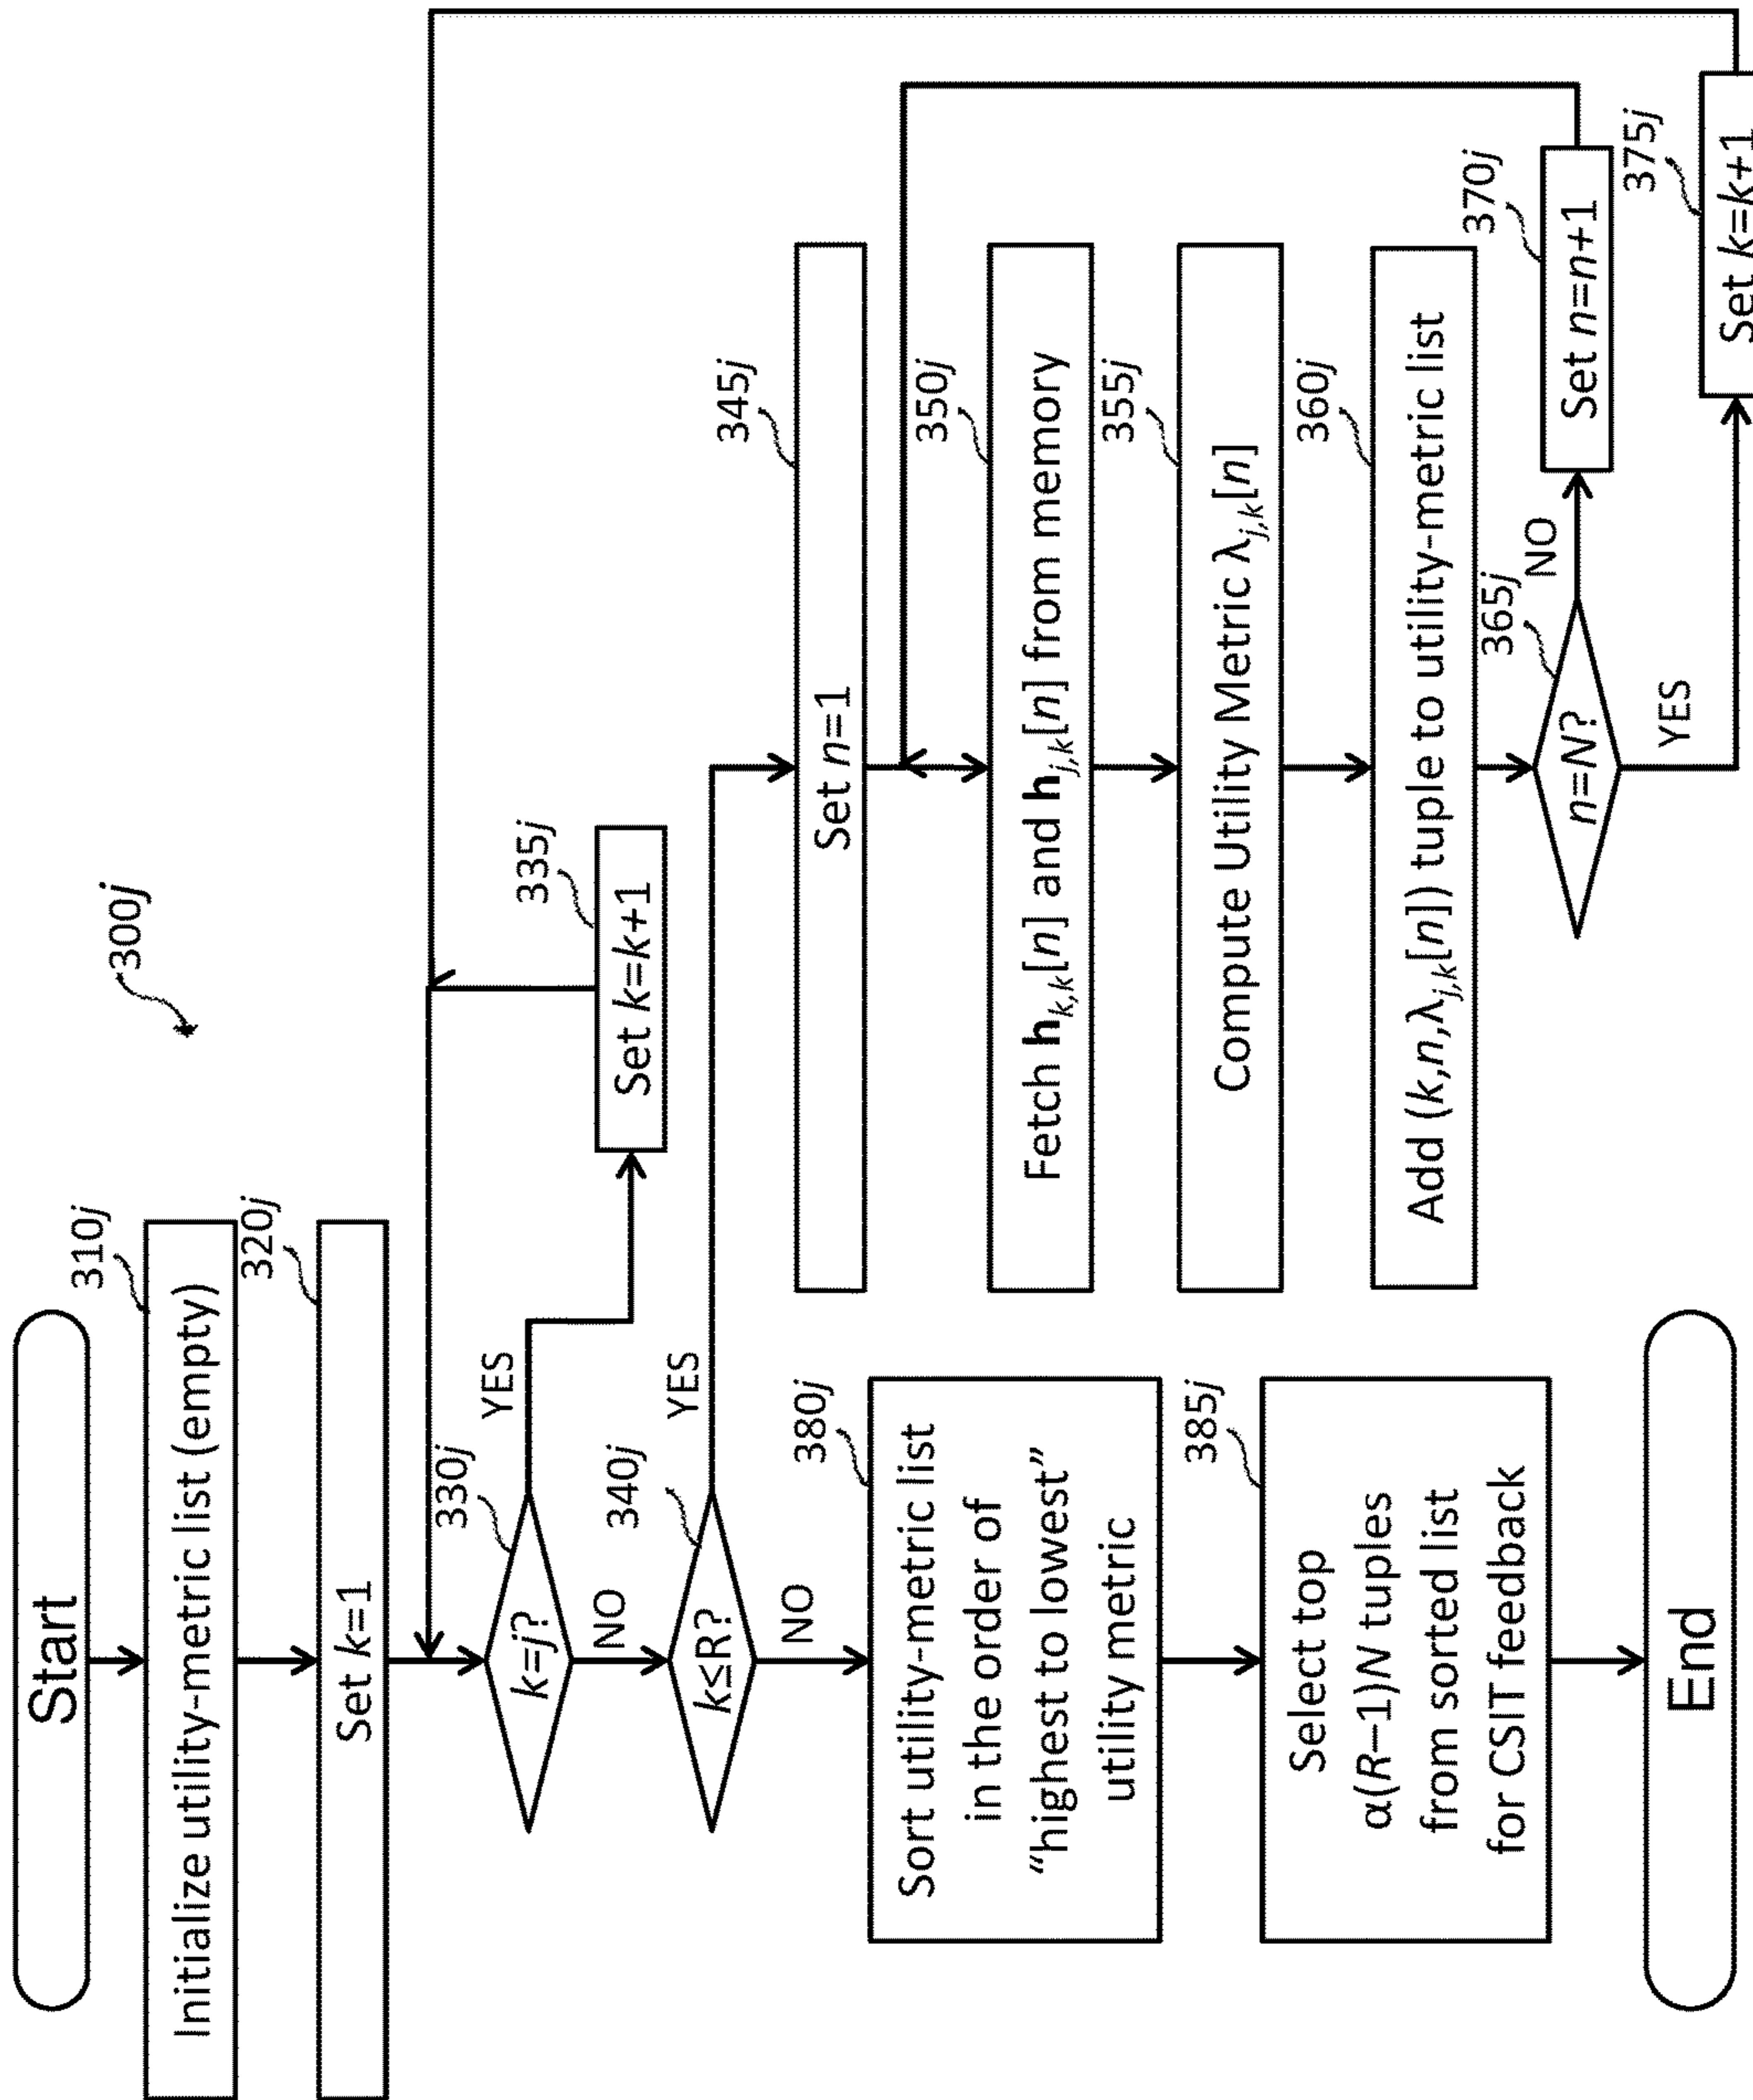 300j
Start
310j
Initialize utility-metric list (empty)
320j
Set k=1
330j
k=j?
YES
335j
Set k=k+1
NO
340j
k≤R?
YES
NO
345j
Set n=1
350j
Fetch h_{k,k}[n] and h_{j,k}[n] from memory
355j
Compute Utility Metric λ_{j,k}[n]
360j
Add (k,n,λ_{j,k}[n]) tuple to utility-metric list
365j
n=N?
NO
370j
Set n=n+1
YES
375j
Set k=k+1
380j
Sort utility-metric list
in the order of
“highest to lowest”
utility metric
385j
Select top
α(R–1)N tuples
from sorted list
for CSIT feedback
End